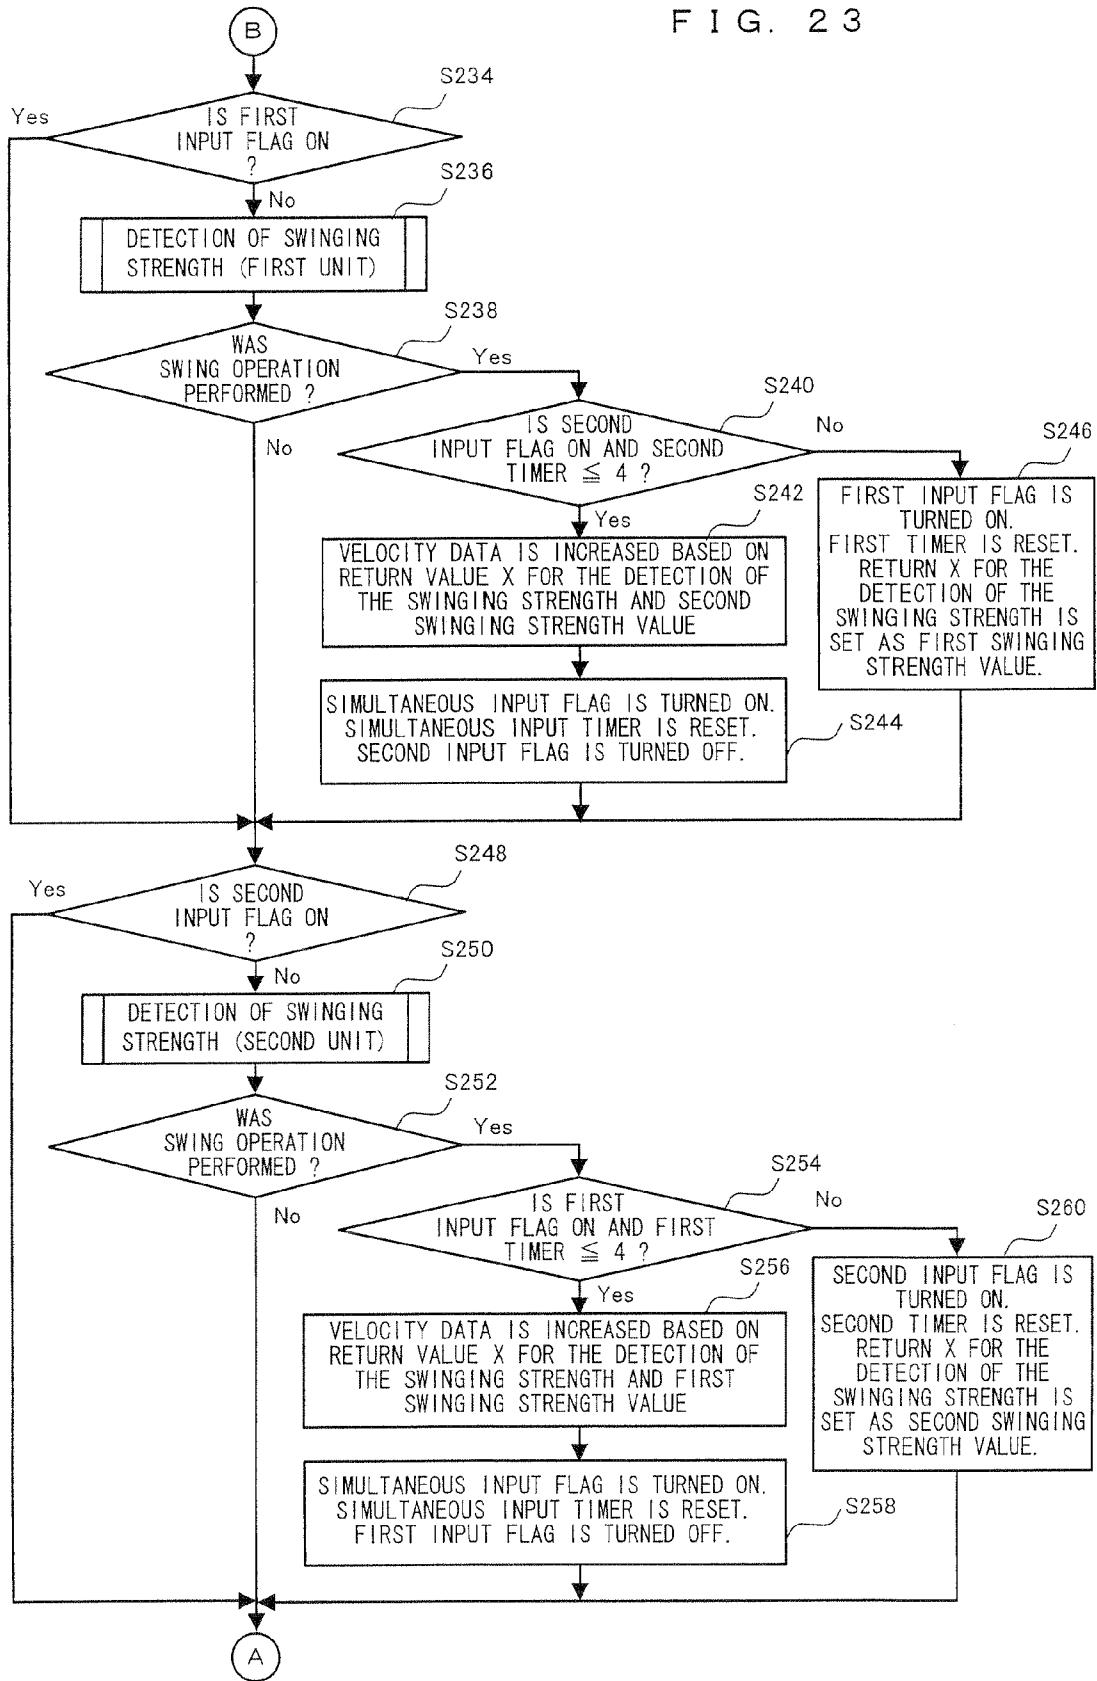 FIG. 23
B
S234
Yes
IS FIRST
INPUT FLAG ON
?
No
S236
DETECTION OF SWINGING
STRENGTH (FIRST UNIT)
S238
WAS
SWING OPERATION
PERFORMED ?
Yes
No
S240
IS SECOND
INPUT FLAG ON AND SECOND
TIMER ≦ 4 ?
No
Yes
S242
VELOCITY DATA IS INCREASED BASED ON
RETURN VALUE X FOR THE DETECTION OF
THE SWINGING STRENGTH AND SECOND
SWINGING STRENGTH VALUE
S246
FIRST INPUT FLAG IS
TURNED ON.
FIRST TIMER IS RESET.
RETURN X FOR THE
DETECTION OF THE
SWINGING STRENGTH IS
SET AS FIRST SWINGING
STRENGTH VALUE.
SIMULTANEOUS INPUT FLAG IS TURNED ON.
SIMULTANEOUS INPUT TIMER IS RESET.
SECOND INPUT FLAG IS TURNED OFF.
S244
S248
Yes
IS SECOND
INPUT FLAG ON
?
No
S250
DETECTION OF SWINGING
STRENGTH (SECOND UNIT)
S252
WAS
SWING OPERATION
PERFORMED ?
Yes
No
S254
IS FIRST
INPUT FLAG ON AND FIRST
TIMER ≦ 4 ?
No
Yes
S256
VELOCITY DATA IS INCREASED BASED ON
RETURN VALUE X FOR THE DETECTION OF
THE SWINGING STRENGTH AND FIRST
SWINGING STRENGTH VALUE
S260
SECOND INPUT FLAG IS
TURNED ON.
SECOND TIMER IS RESET.
RETURN X FOR THE
DETECTION OF THE
SWINGING STRENGTH IS
SET AS SECOND SWINGING
STRENGTH VALUE.
SIMULTANEOUS INPUT FLAG IS TURNED ON.
SIMULTANEOUS INPUT TIMER IS RESET.
FIRST INPUT FLAG IS TURNED OFF.
S258
A